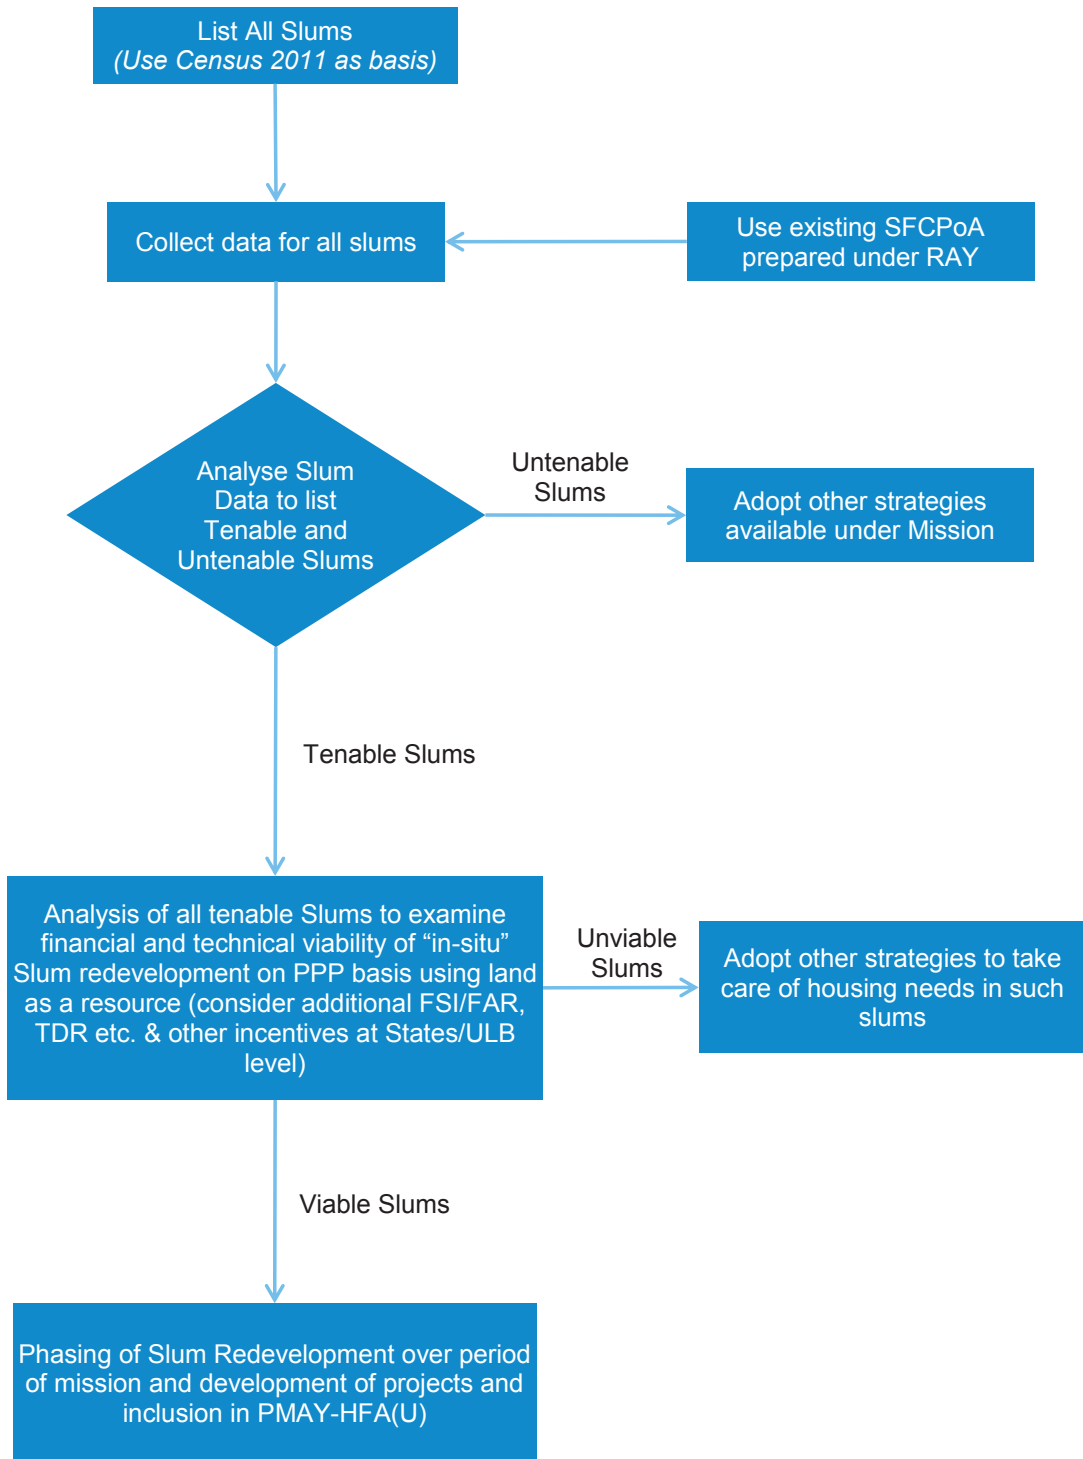 List All Slums
(Use Census 2011 as basis)
Collect data for all slums
Use existing SFCPoA
prepared under RAY
Analyse Slum
Data to list
Tenable and
Untenable Slums
Untenable
Slums
Adopt other strategies
available under Mission
Tenable Slums
Analysis of all tenable Slums to examine
financial and technical viability of “in-situ”
Slum redevelopment on PPP basis using land
as a resource (consider additional FSI/FAR,
TDR etc. & other incentives at States/ULB
level)
Unviable
Slums
Adopt other strategies to take
care of housing needs in such
slums
Viable Slums
Phasing of Slum Redevelopment over period
of mission and development of projects and
inclusion in PMAY-HFA(U)